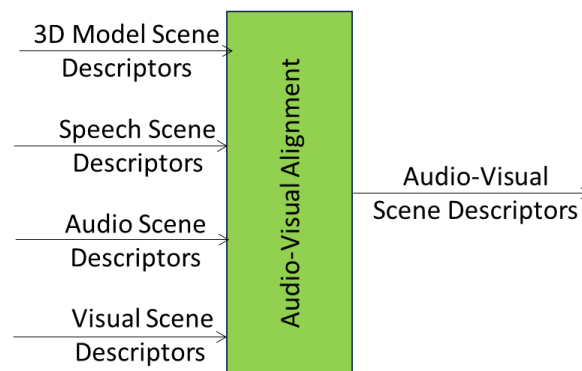 3D Model Scene
Descriptors
Speech Scene
Descriptors
Audio Scene
Descriptors
Visual Scene
Descriptors
Audio-Visual Alignment
Audio-Visual
Scene Descriptors